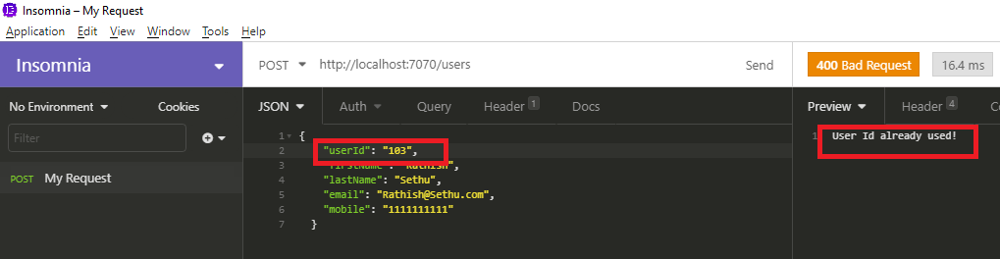 Insomnia – My Request
Application Edit View Window Tools Help
Insomnia
POST http://localhost:7070/users Send
400 Bad Request 16.4 ms
No Environment Cookies
JSON Auth Query Header 1 Docs
Preview Header 4
Filter
POST My Request
1 {
2 "userId": "103",
"firstName": "Rathish",
4 "lastName": "Sethu",
5 "email": "Rathish@Sethu.com",
6 "mobile": "1111111111"
7 }
1 User Id already used!